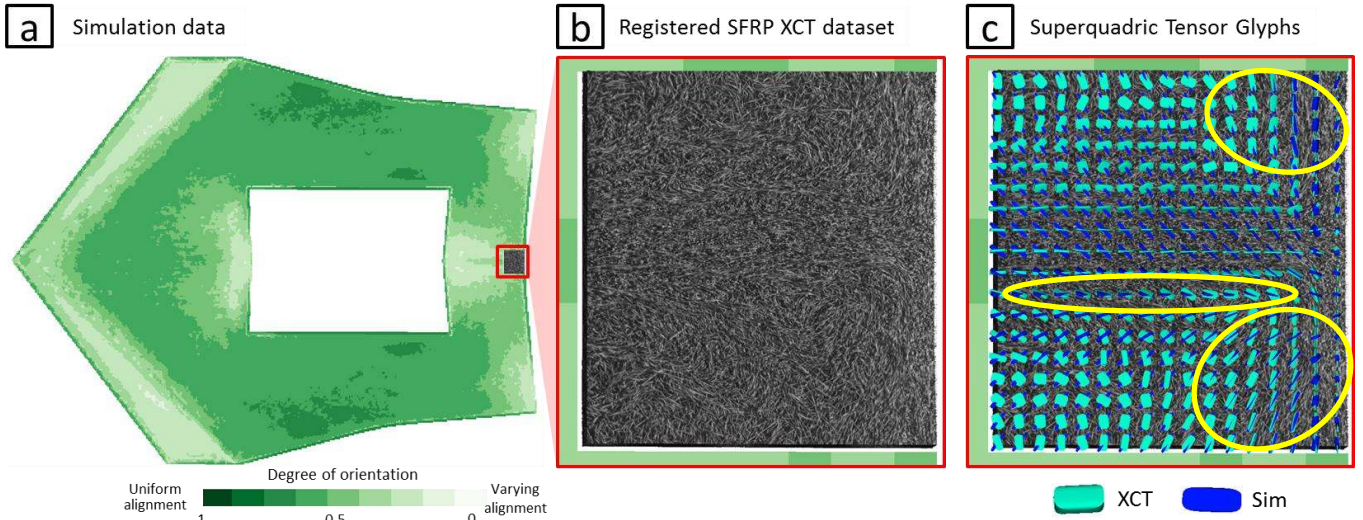 a Simulation data
b Registered SFRP XCT dataset
c Superquadric Tensor Glyphs
Degree of orientation
Uniform alignment
Varying alignment
1 0.5 0
XCT
Sim